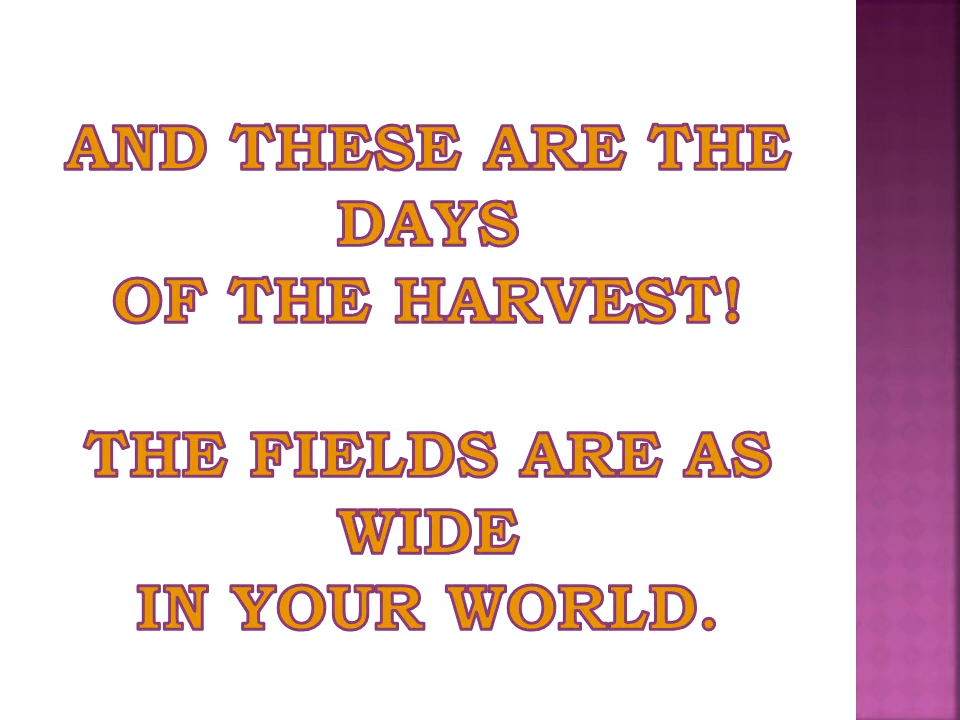 AND THESE ARE THE
DAYS
OF THE HARVEST!
THE FIELDS ARE AS
WIDE
IN YOUR WORLD.